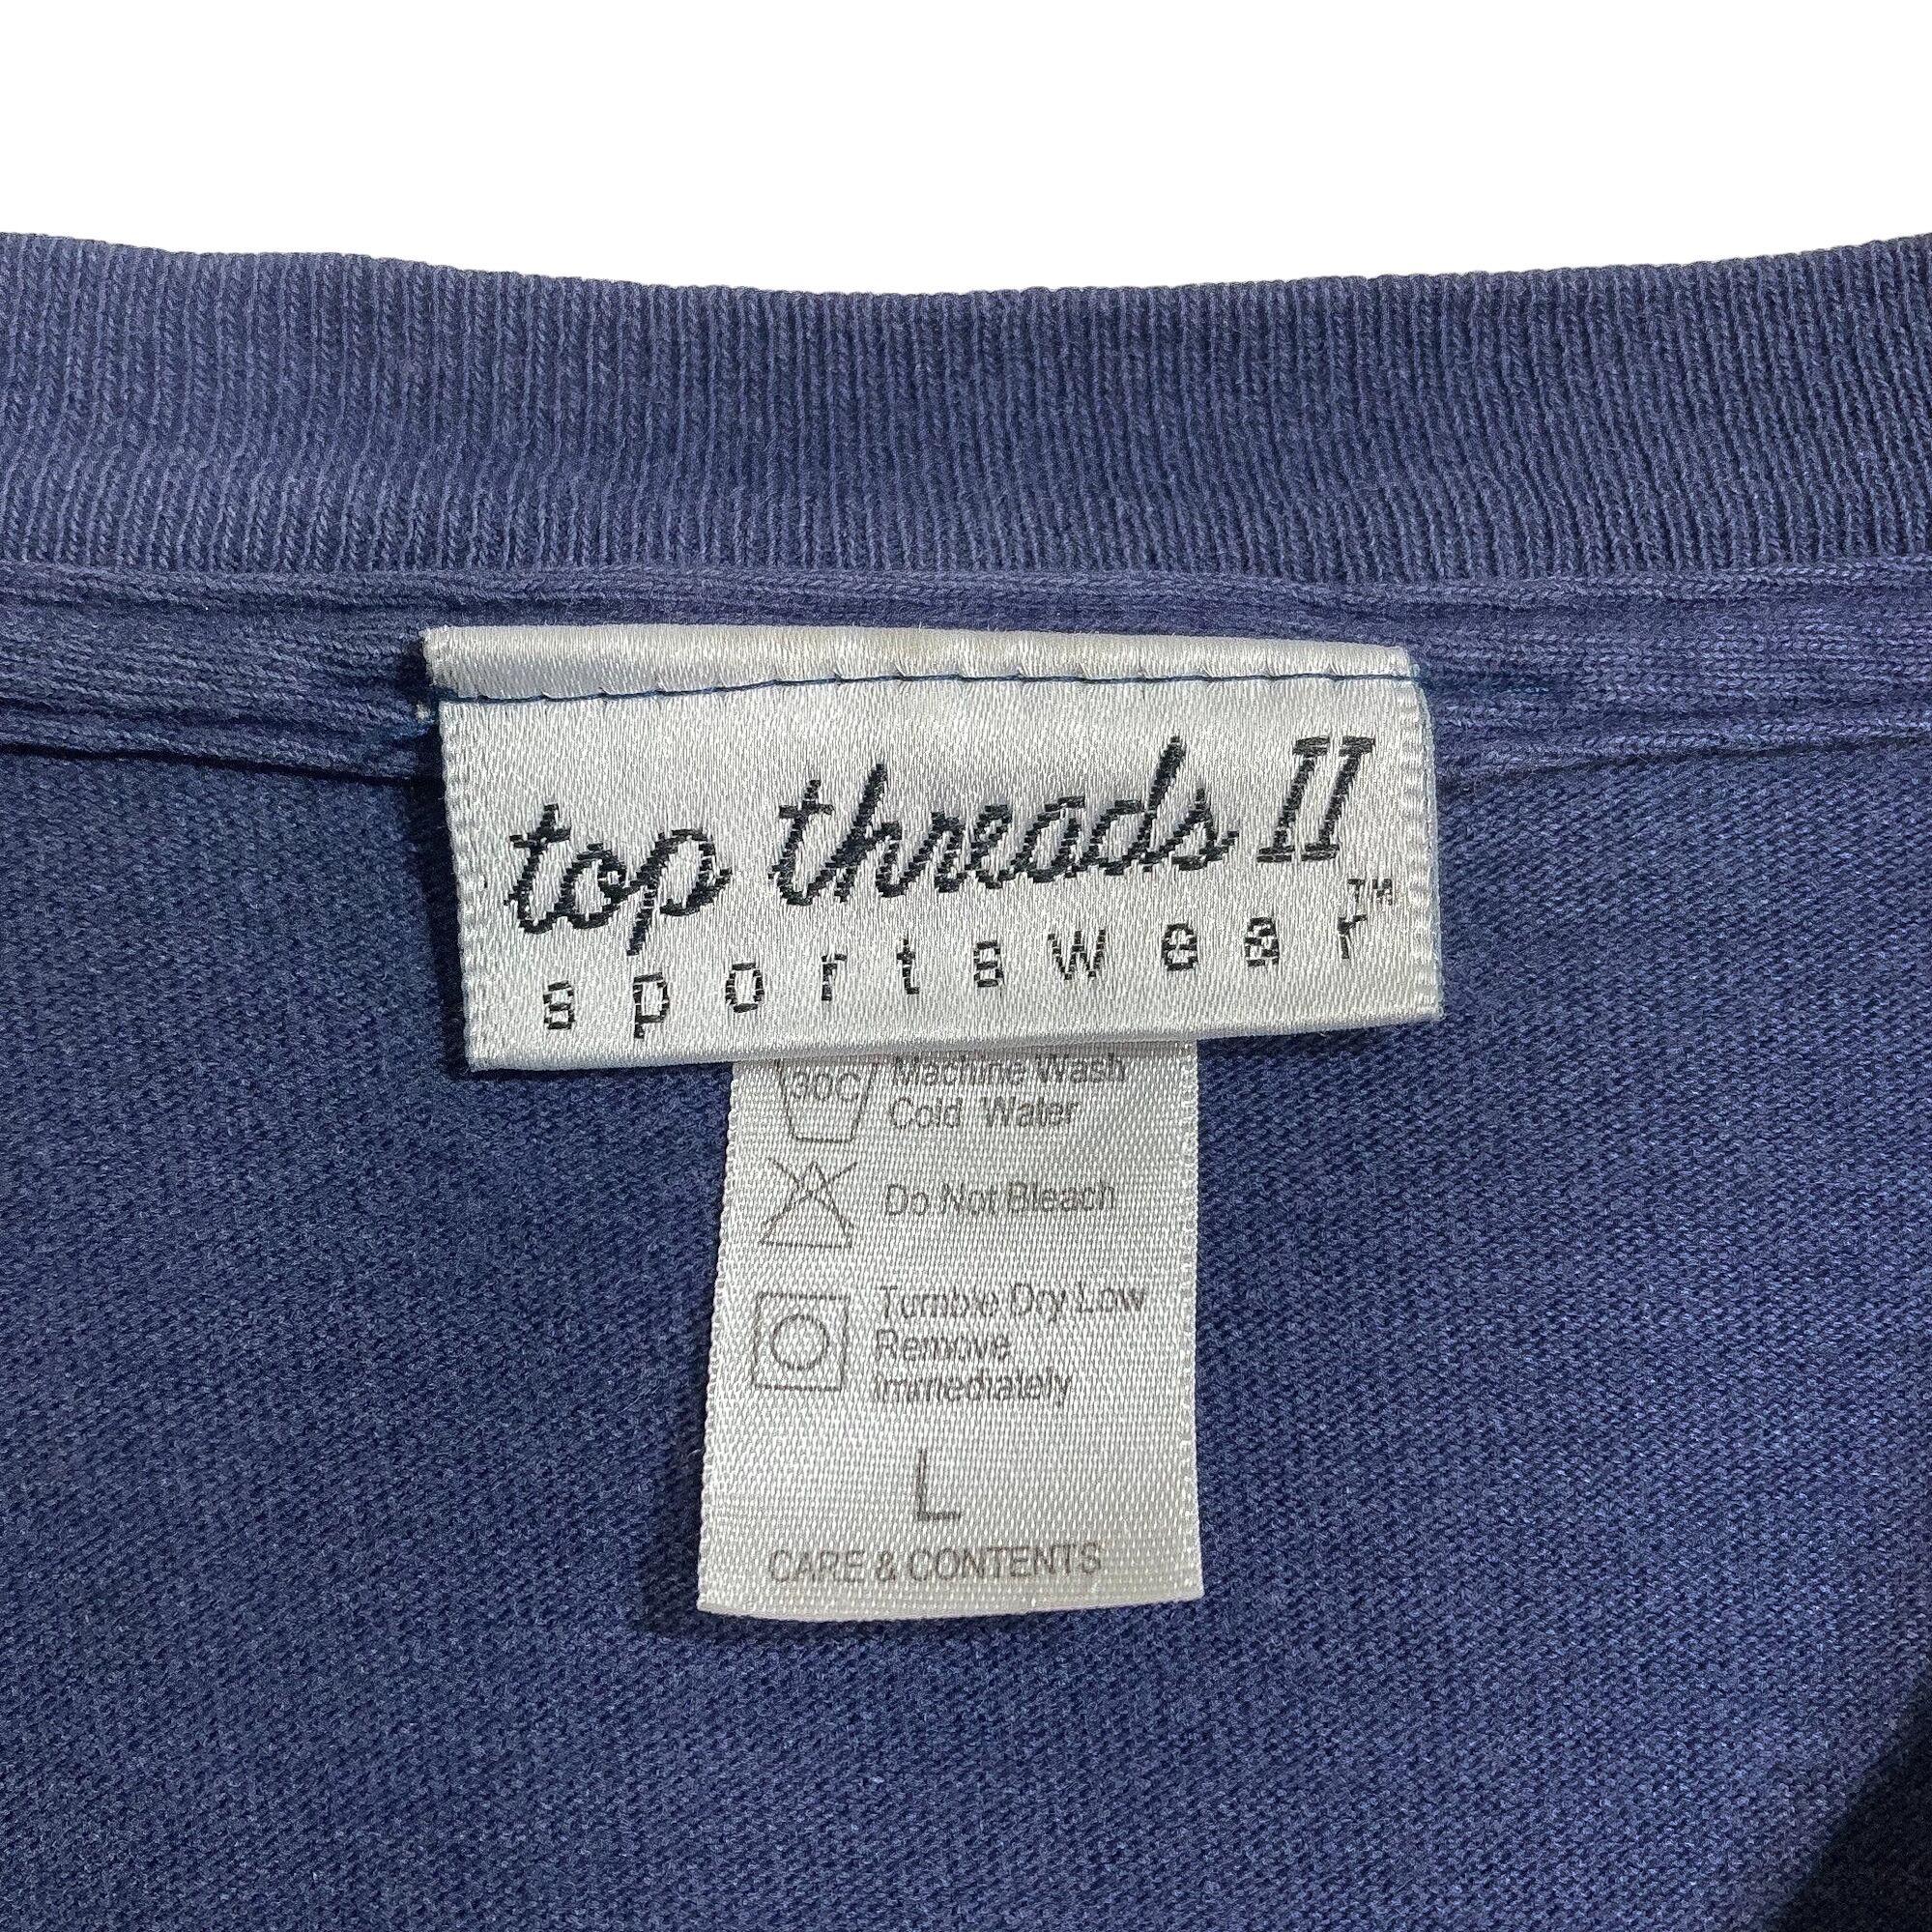 top threads II
sportswear™
30C Machine Wash
Cold Water
Do Not Bleach
Tumble Dry Low
Remove
Immediately
L
CARE & CONTENTS